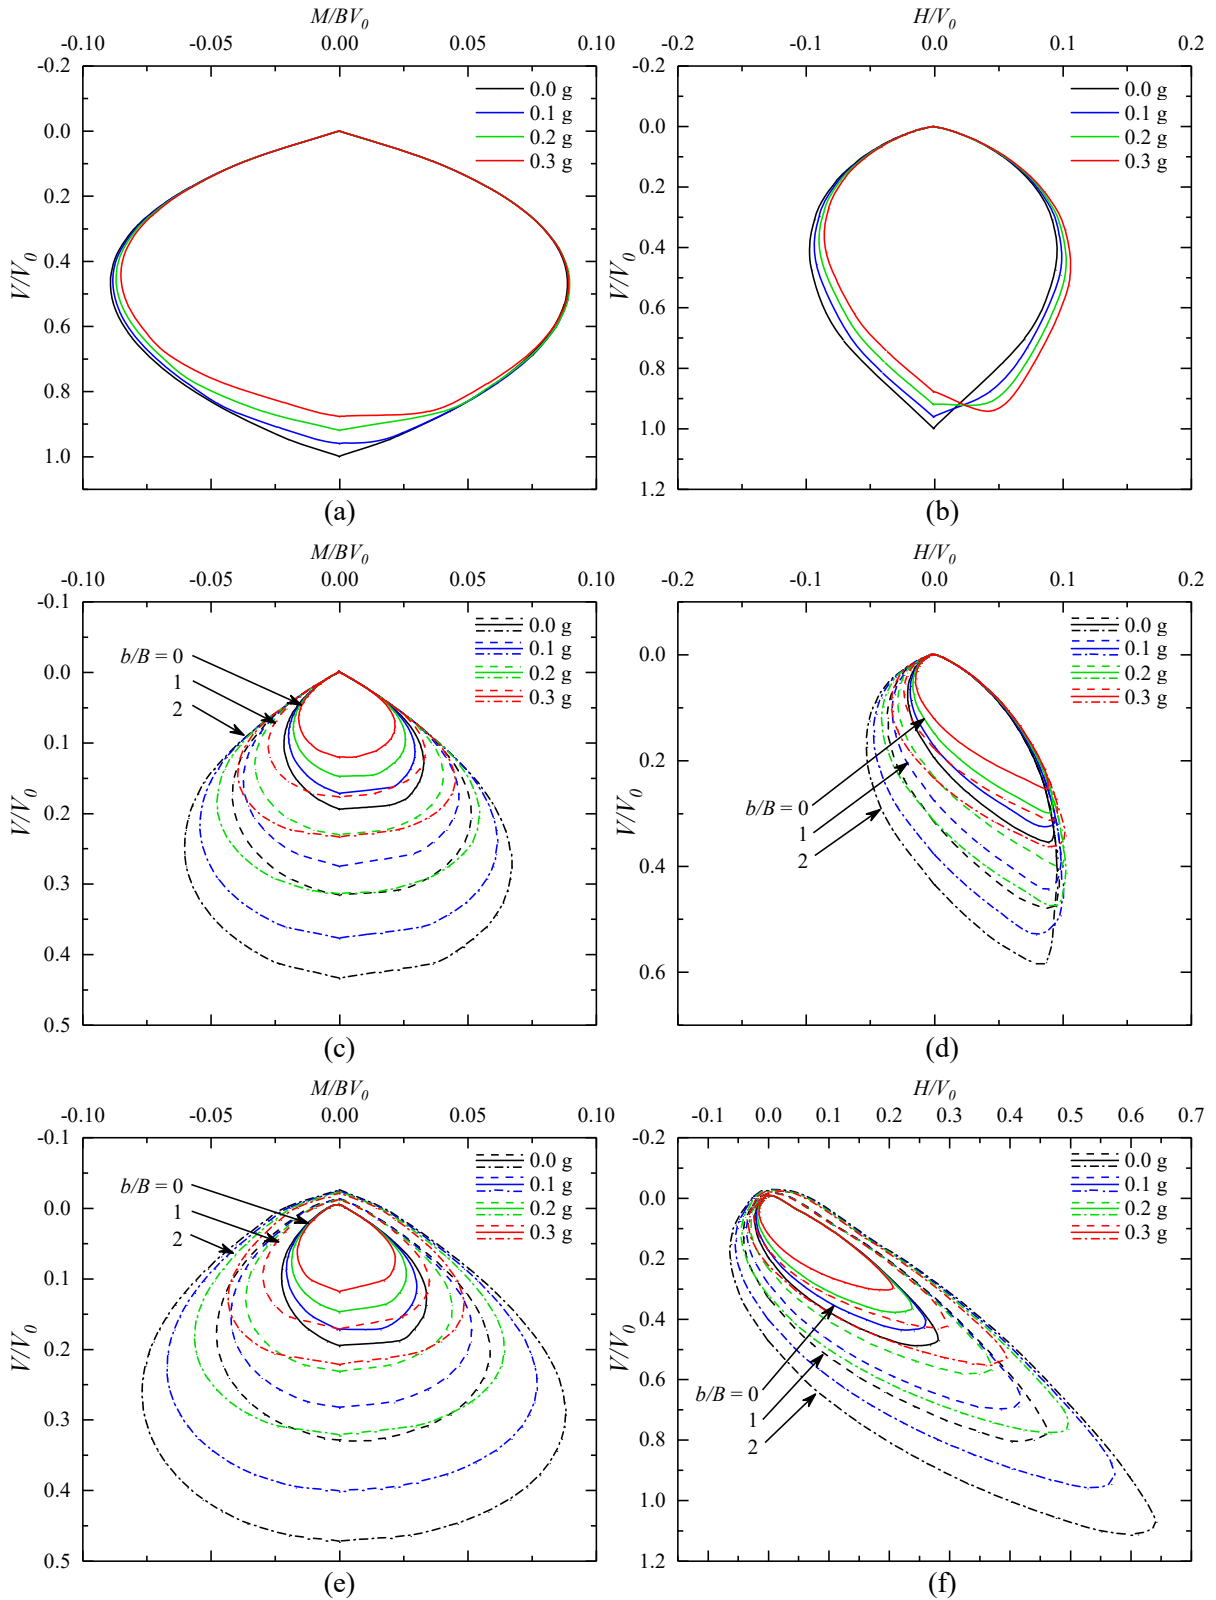 M/BV0
-0.10 -0.05 0.00 0.05 0.10
-0.2
0.0
0.2
0.4
0.6
0.8
1.0
V/V0
0.0 g
0.1 g
0.2 g
0.3 g
(a)
H/V0
-0.2 -0.1 0.0 0.1 0.2
-0.2
0.0
0.2
0.4
0.6
0.8
1.0
1.2
V/V0
0.0 g
0.1 g
0.2 g
0.3 g
(b)
M/BV0
-0.10 -0.05 0.00 0.05 0.10
-0.1
0.0
0.1
0.2
0.3
0.4
0.5
V/V0
b/B = 0
1
2
0.0 g
0.1 g
0.2 g
0.3 g
(c)
H/V0
-0.2 -0.1 0.0 0.1 0.2
0.0
0.2
0.4
0.6
V/V0
b/B = 0
1
2
0.0 g
0.1 g
0.2 g
0.3 g
(d)
M/BV0
-0.10 -0.05 0.00 0.05 0.10
-0.1
0.0
0.1
0.2
0.3
0.4
0.5
V/V0
b/B = 0
1
2
0.0 g
0.1 g
0.2 g
0.3 g
(e)
H/V0
-0.1 0.0 0.1 0.2 0.3 0.4 0.5 0.6 0.7
-0.2
0.0
0.2
0.4
0.6
0.8
1.0
1.2
V/V0
b/B = 0
1
2
0.0 g
0.1 g
0.2 g
0.3 g
(f)